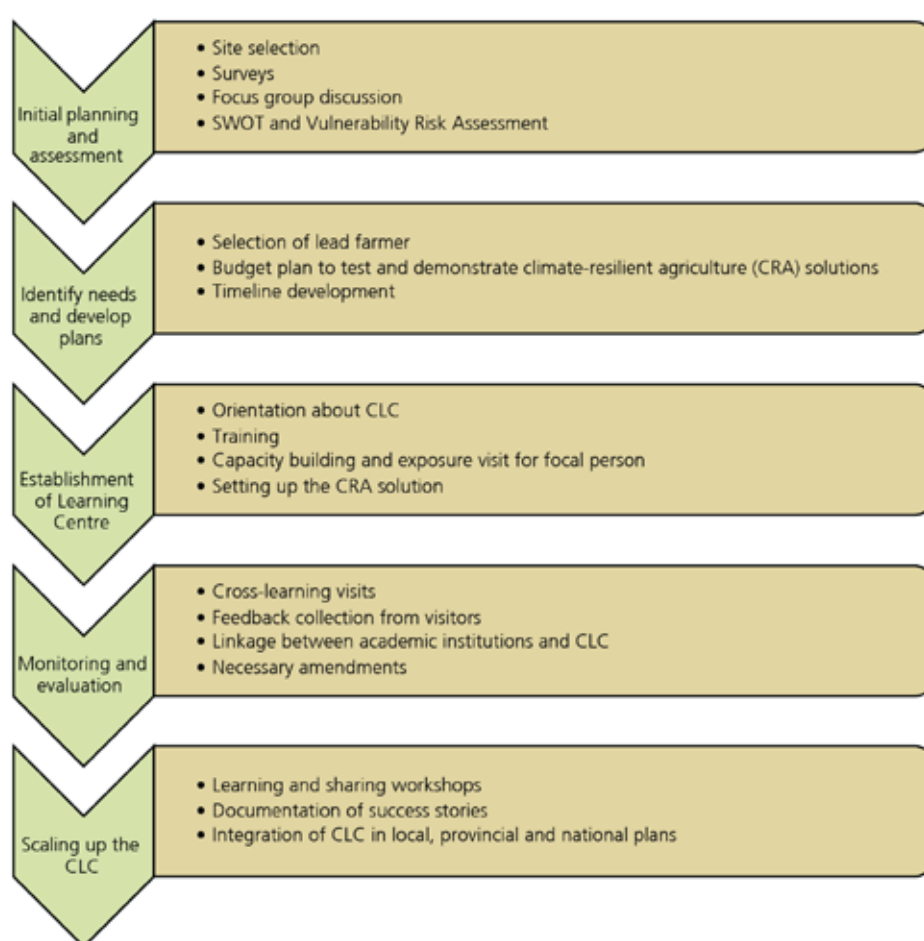 Initial planning
and
assessment
• Site selection
• Surveys
• Focus group discussion
• SWOT and Vulnerability Risk Assessment
Identify needs
and develop
plans
• Selection of lead farmer
• Budget plan to test and demonstrate climate-resilient agriculture (CRA) solutions
• Timeline development
Establishment
of Learning
Centre
• Orientation about CLC
• Training
• Capacity building and exposure visit for focal person
• Setting up the CRA solution
Monitoring and
evaluation
• Cross-learning visits
• Feedback collection from visitors
• Linkage between academic institutions and CLC
• Necessary amendments
Scaling up the
CLC
• Learning and sharing workshops
• Documentation of success stories
• Integration of CLC in local, provincial and national plans